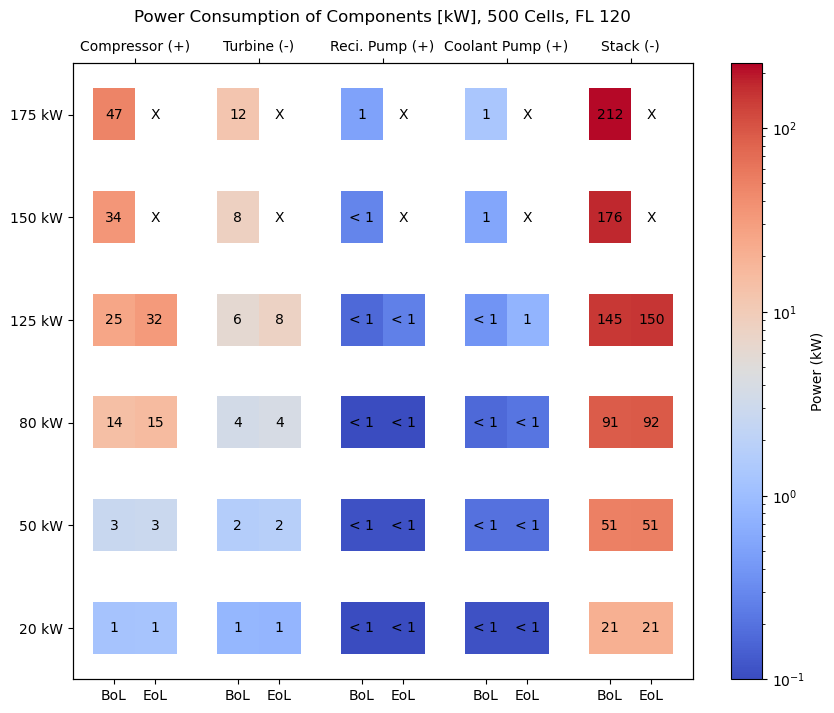 Power Consumption of Components [kW], 500 Cells, FL 120
Compressor (+) Turbine (-) Reci. Pump (+) Coolant Pump (+) Stack (-)
175 kW 47 X 12 X 1 X 1 X 212 X
150 kW 34 X 8 X < 1 X 1 X 176 X
125 kW 25 32 6 8 < 1 < 1 < 1 1 145 150
80 kW 14 15 4 4 < 1 < 1 < 1 < 1 91 92
50 kW 3 3 2 2 < 1 < 1 < 1 < 1 51 51
20 kW 1 1 1 1 < 1 < 1 < 1 < 1 21 21
BoL EoL BoL EoL BoL EoL BoL EoL BoL EoL
10²
10¹
10⁰
10⁻¹
Power (kW)